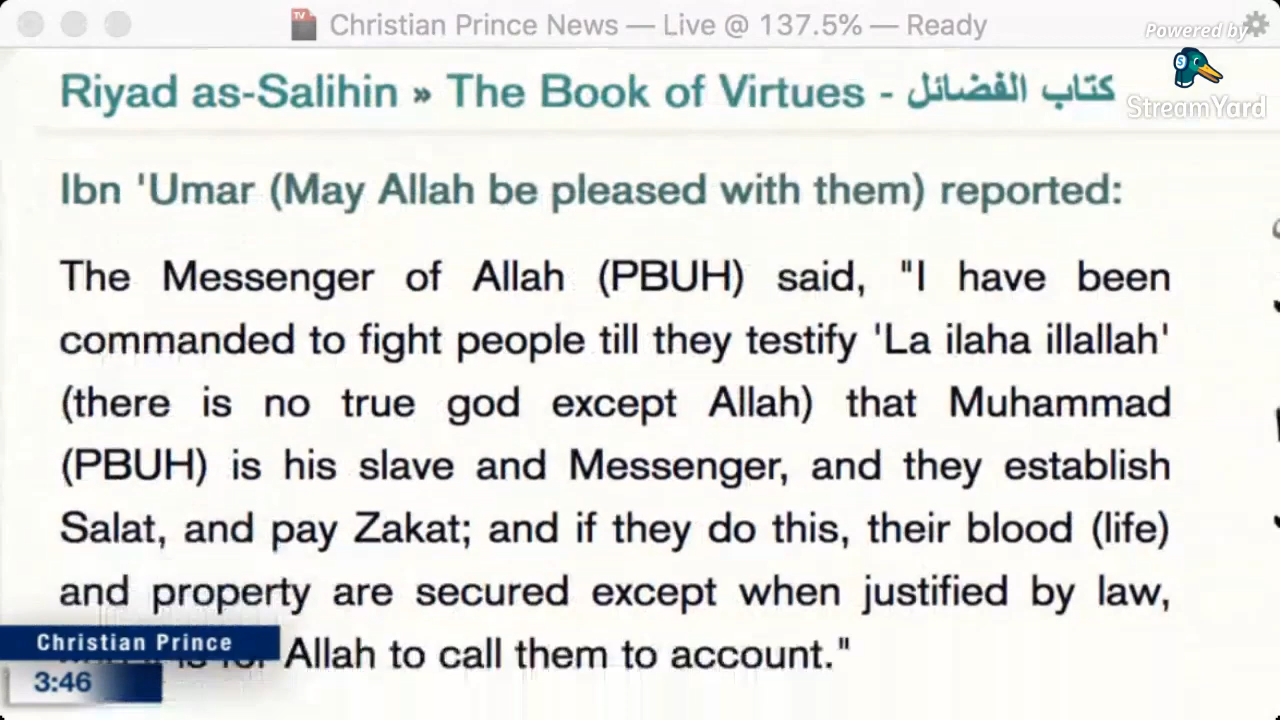 Christian Prince News — Live @ 137.5% — Ready
Powered by
StreamYard
Riyad as-Salihin » The Book of Virtues - كتاب الفضائل
Ibn 'Umar (May Allah be pleased with them) reported:
The Messenger of Allah (PBUH) said, "I have been
commanded to fight people till they testify 'La ilaha illallah'
(there is no true god except Allah) that Muhammad
(PBUH) is his slave and Messenger, and they establish
Salat, and pay Zakat; and if they do this, their blood (life)
and property are secured except when justified by law,
is for Allah to call them to account."
Christian Prince
3:46